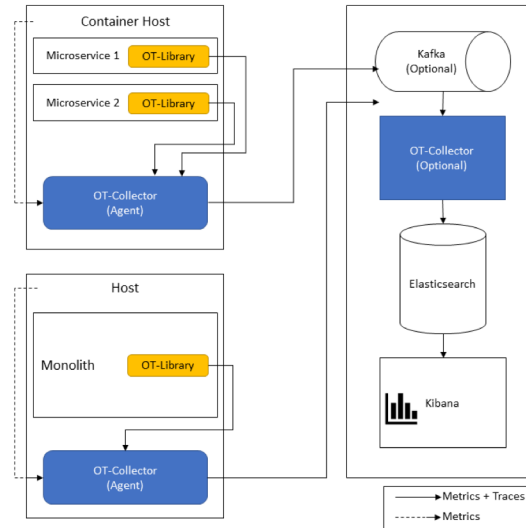 Container Host
Microservice 1
OT-Library
Microservice 2
OT-Library
OT-Collector
(Agent)
Host
Monolith
OT-Library
OT-Collector
(Agent)
Kafka
(Optional)
OT-Collector
(Optional)
Elasticsearch
Kibana
Metrics + Traces
Metrics